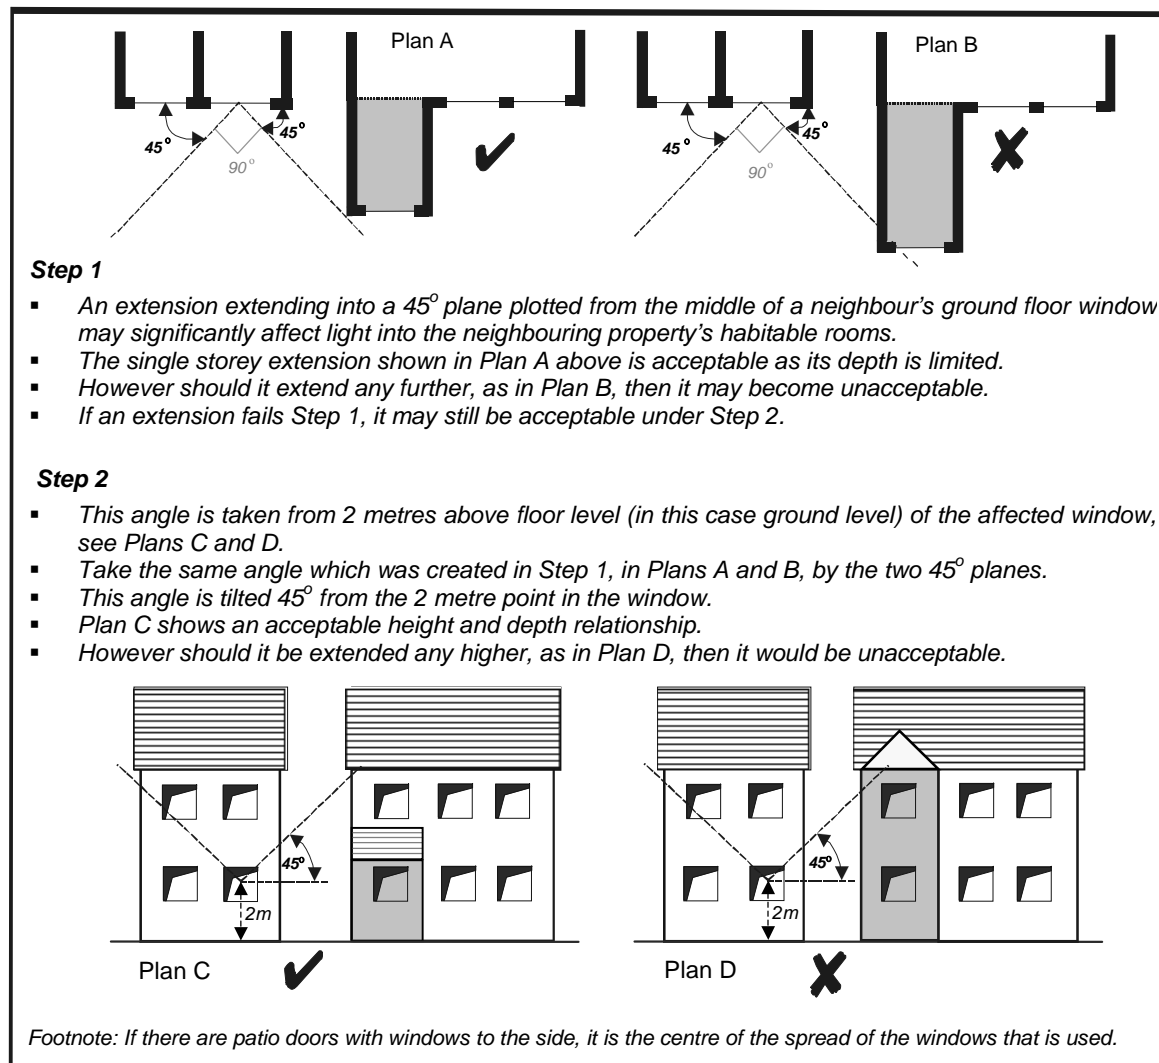 Plan A
Plan B
45° 45° 45° 45°
90° 90°
Step 1
▪ An extension extending into a 45° plane plotted from the middle of a neighbour's ground floor window
may significantly affect light into the neighbouring property's habitable rooms.
▪ The single storey extension shown in Plan A above is acceptable as its depth is limited.
▪ However should it extend any further, as in Plan B, then it may become unacceptable.
▪ If an extension fails Step 1, it may still be acceptable under Step 2.
Step 2
▪ This angle is taken from 2 metres above floor level (in this case ground level) of the affected window,
see Plans C and D.
▪ Take the same angle which was created in Step 1, in Plans A and B, by the two 45° planes.
▪ This angle is tilted 45° from the 2 metre point in the window.
▪ Plan C shows an acceptable height and depth relationship.
▪ However should it be extended any higher, as in Plan D, then it would be unacceptable.
45° 45°
2m 2m
Plan C Plan D
Footnote: If there are patio doors with windows to the side, it is the centre of the spread of the windows that is used.